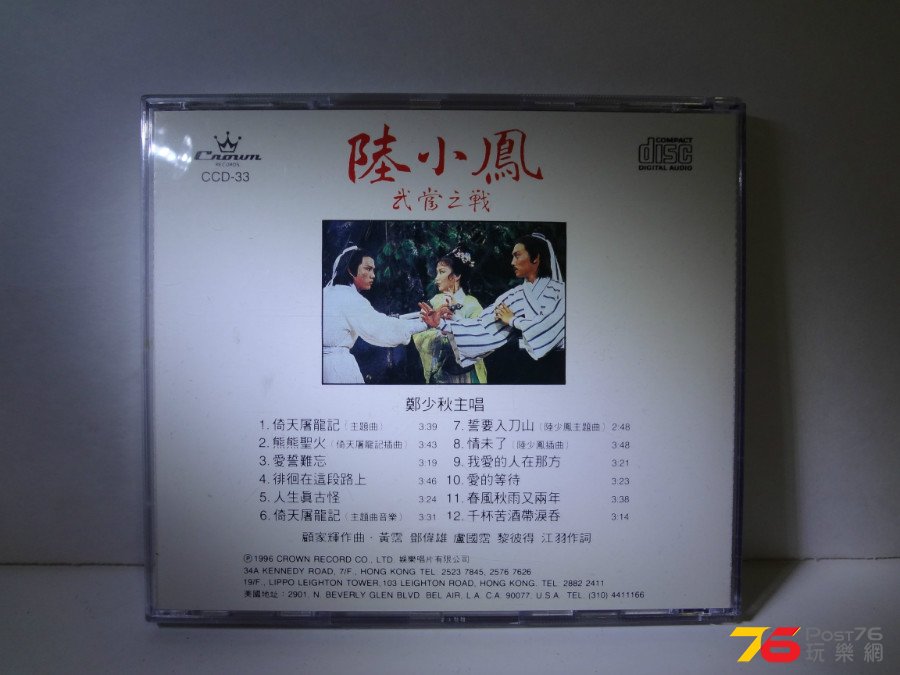 Crown
RECORDS
CCD-33
陸小鳳
武當之戰
COMPACT
disc
DIGITAL AUDIO
鄭少秋主唱
1. 倚天屠龍記（主題曲） 3:39
2. 熊熊聖火（倚天屠龍記插曲） 3:43
3. 愛誓難忘 3:19
4. 徘徊在這段路上 3:46
5. 人生眞古怪 3:24
6. 倚天屠龍記（主題曲音樂） 3:31
7. 誓要入刀山（陸少鳳主題曲） 2:48
8. 情未了（陸少鳳插曲） 3:48
9. 我愛的人在那方 3:21
10. 愛的等待 3:23
11. 春風秋雨又兩年 3:38
12. 千杯苦酒帶淚吞 3:14
顧家輝作曲・黃霑 鄧偉雄 盧國霑 黎彼得 江羽作詞
Ⓟ1996 CROWN RECORD CO., LTD. 娛樂唱片有限公司
34A KENNEDY ROAD, 7/F., HONG KONG TEL: 2523 7845, 2576 7626
19/F., LIPPO LEIGHTON TOWER, 103 LEIGHTON ROAD, HONG KONG. TEL: 2882 2411
美國地址：2901, N. BEVERLY GLEN BLVD. BEL AIR, L.A. CA. 90077. U.S.A. TEL. (310) 4411166
76 Post76
玩樂網